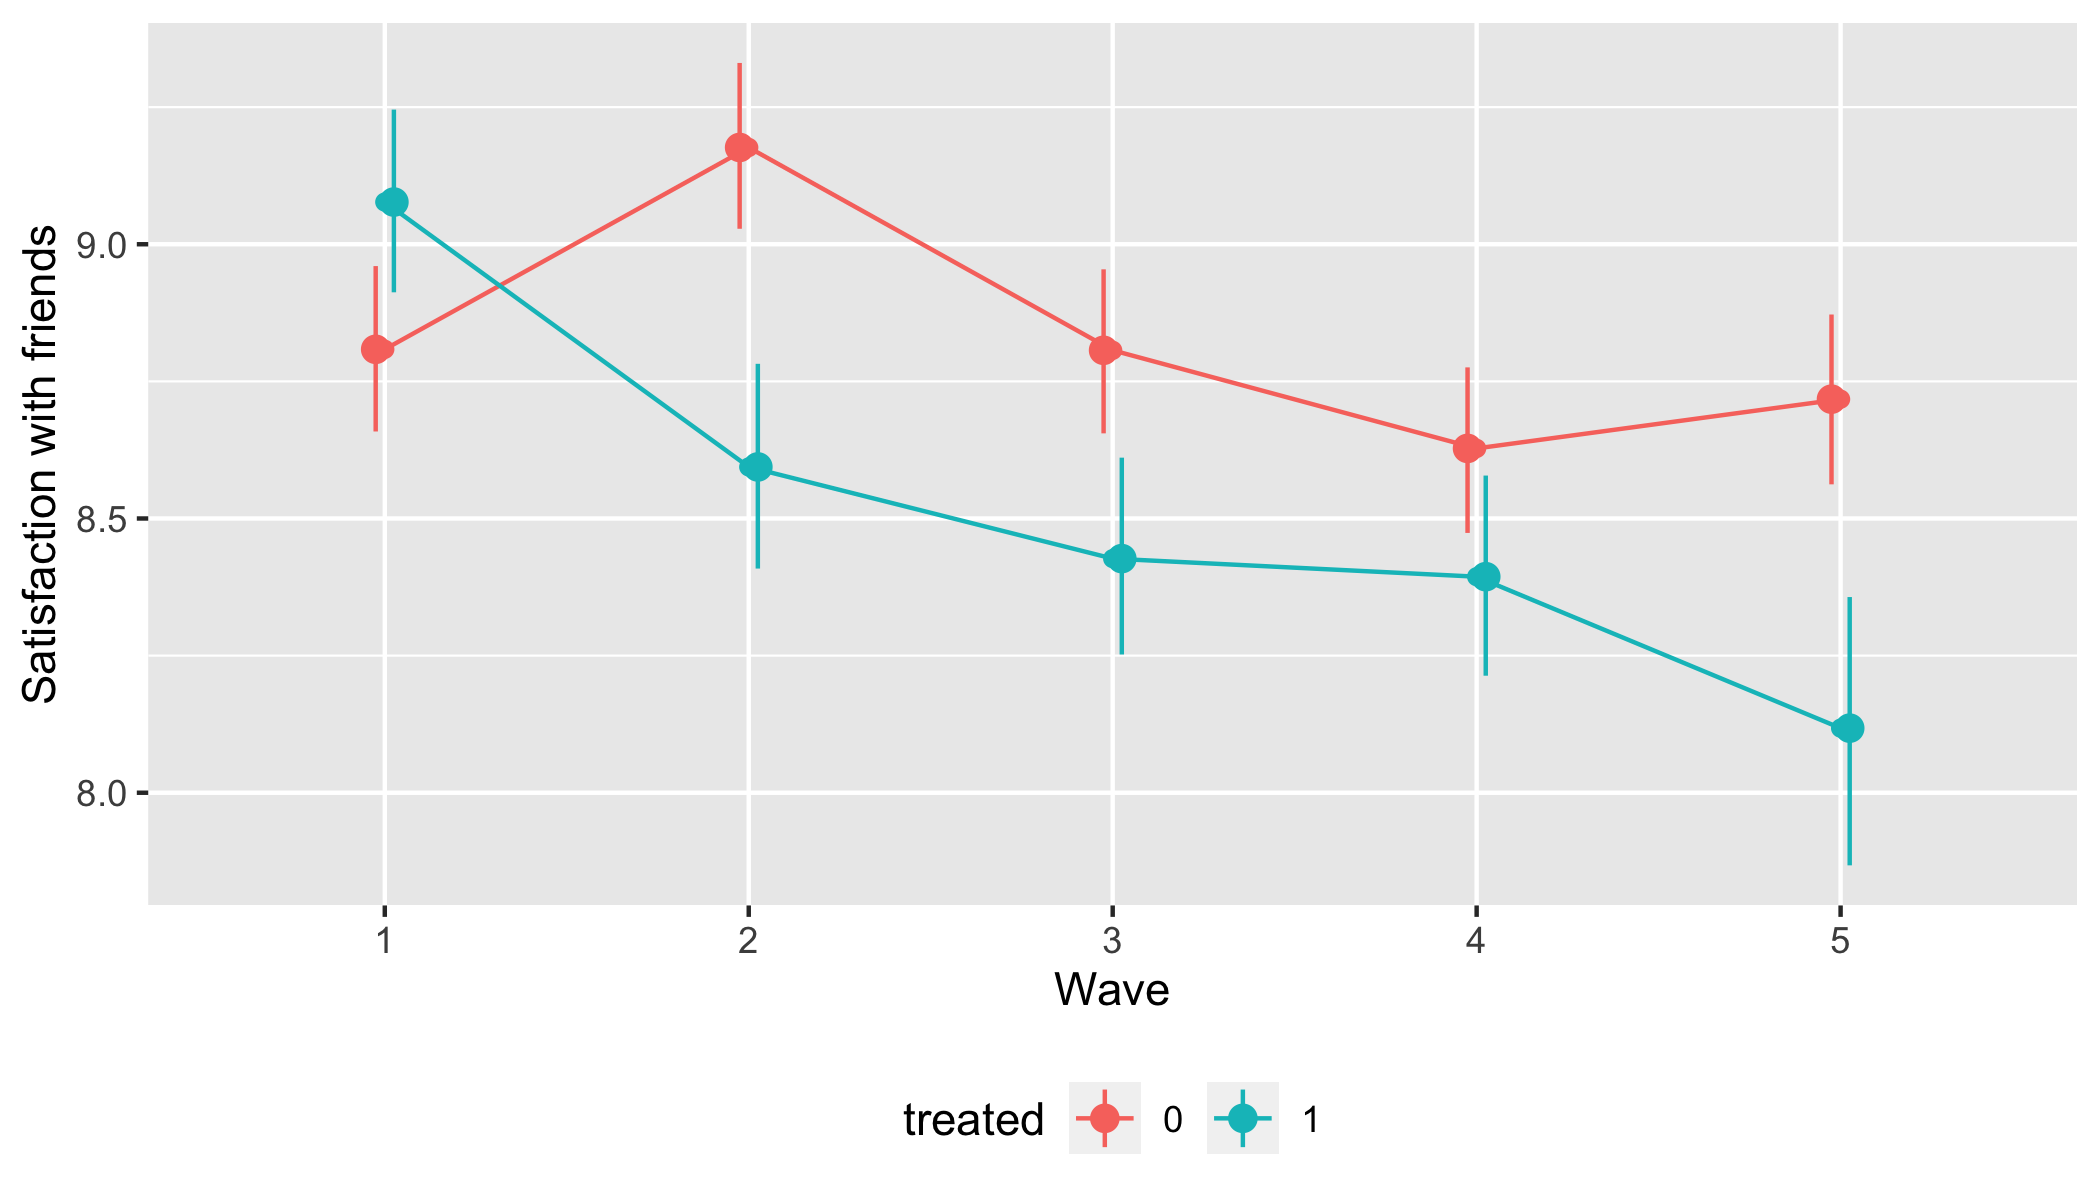 Satisfaction with friends
9.0
8.5
8.0
1 2 3 4 5
Wave
treated 0 1